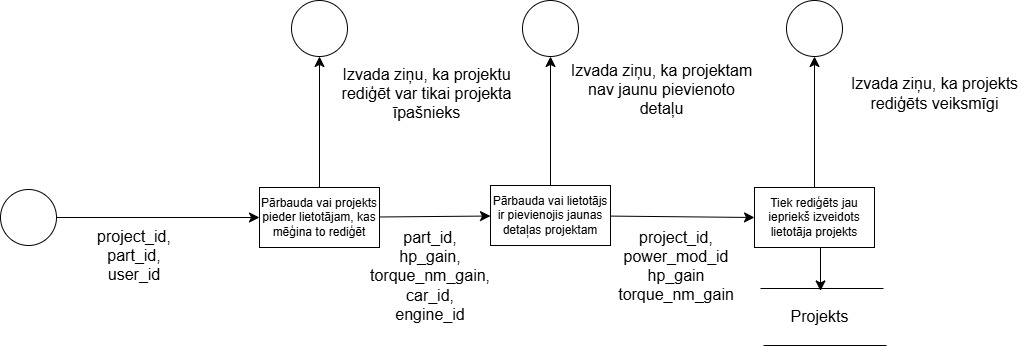 Izvada ziņu, ka projektu
rediģēt var tikai projekta
īpašnieks
Izvada ziņu, ka projektam
nav jaunu pievienoto
detaļu
Izvada ziņu, ka projekts
rediģēts veiksmīgi
Pārbauda vai projekts
pieder lietotājam, kas
mēģina to rediģēt
Pārbauda vai lietotājs
ir pievienojis jaunas
detaļas projektam
Tiek rediģēts jau
iepriekš izveidots
lietotāja projekts
project_id,
part_id,
user_id
part_id,
hp_gain,
torque_nm_gain,
car_id,
engine_id
project_id,
power_mod_id
hp_gain
torque_nm_gain
Projekts